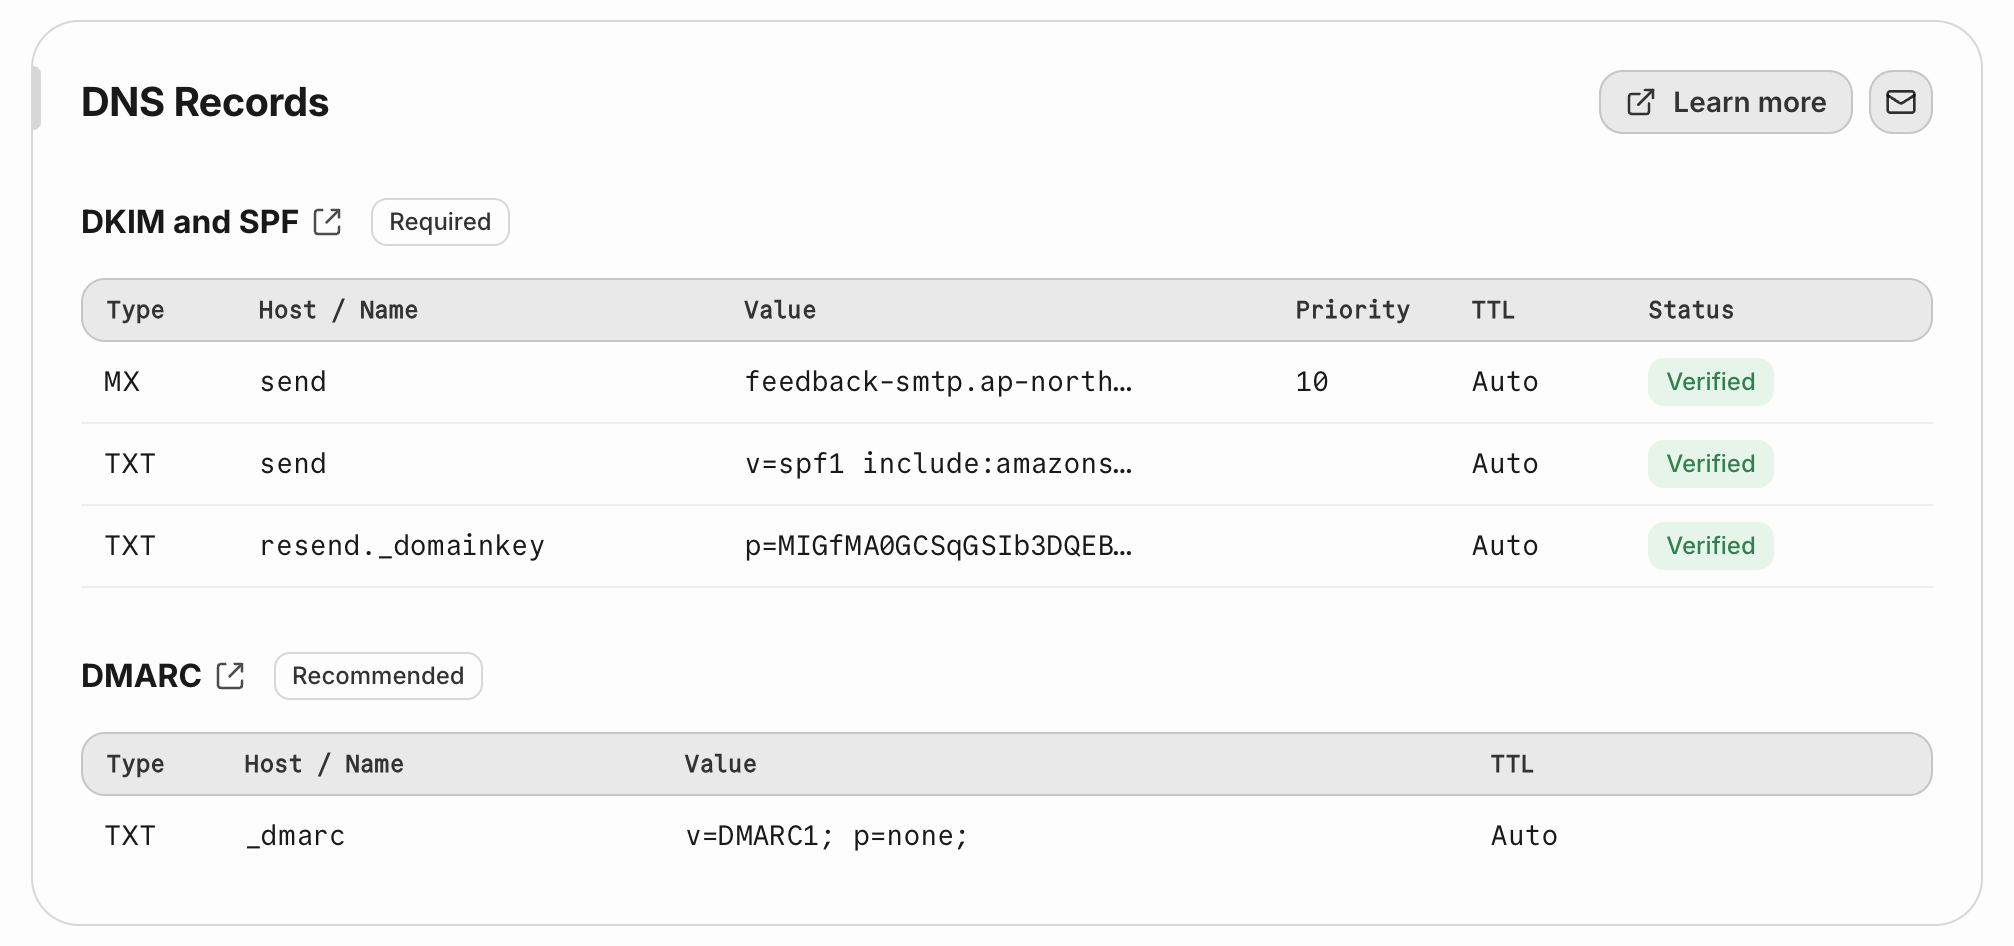 DNS Records
Learn more
DKIM and SPF Required
Type Host / Name Value Priority TTL Status
MX send feedback-smtp.ap-north… 10 Auto Verified
TXT send v=spf1 include:amazons… Auto Verified
TXT resend._domainkey p=MIGfMA0GCSqGSIb3DQEB… Auto Verified
DMARC Recommended
Type Host / Name Value TTL
TXT _dmarc v=DMARC1; p=none; Auto